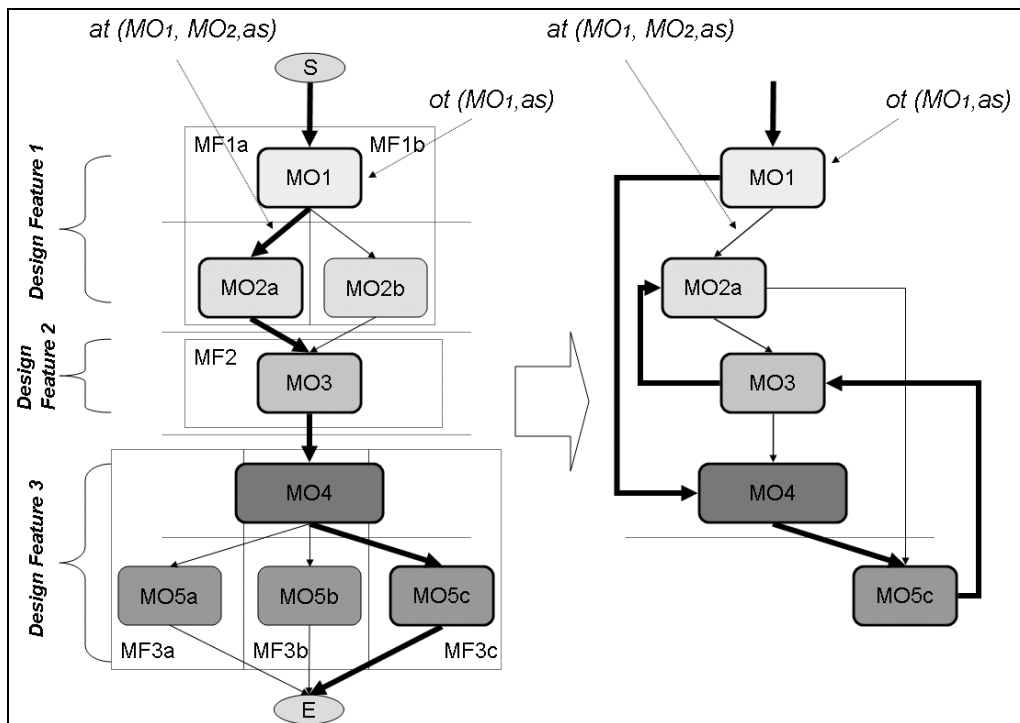 at (MO1, MO2,as)
S
ot (MO1,as)
MF1a
MF1b
MO1
Design Feature 1
MO2a
MO2b
Design
Feature 2
MF2
MO3
Design Feature 3
MO4
MO5a
MO5b
MO5c
MF3a
MF3b
MF3c
E
at (MO1, MO2,as)
ot (MO1,as)
MO1
MO2a
MO3
MO4
MO5c